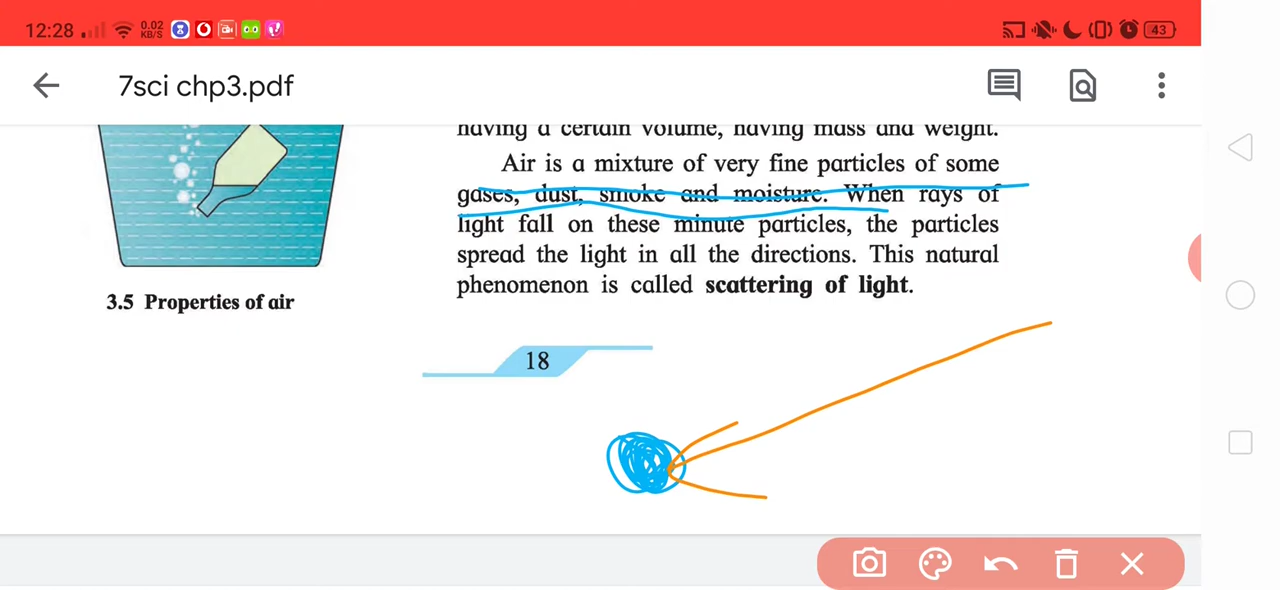 12:28 0.02 KB/S 43
7sci chp3.pdf
having a certain volume, having mass and weight.
Air is a mixture of very fine particles of some
gases, dust, smoke and moisture. When rays of
light fall on these minute particles, the particles
spread the light in all the directions. This natural
phenomenon is called scattering of light.
3.5 Properties of air
18